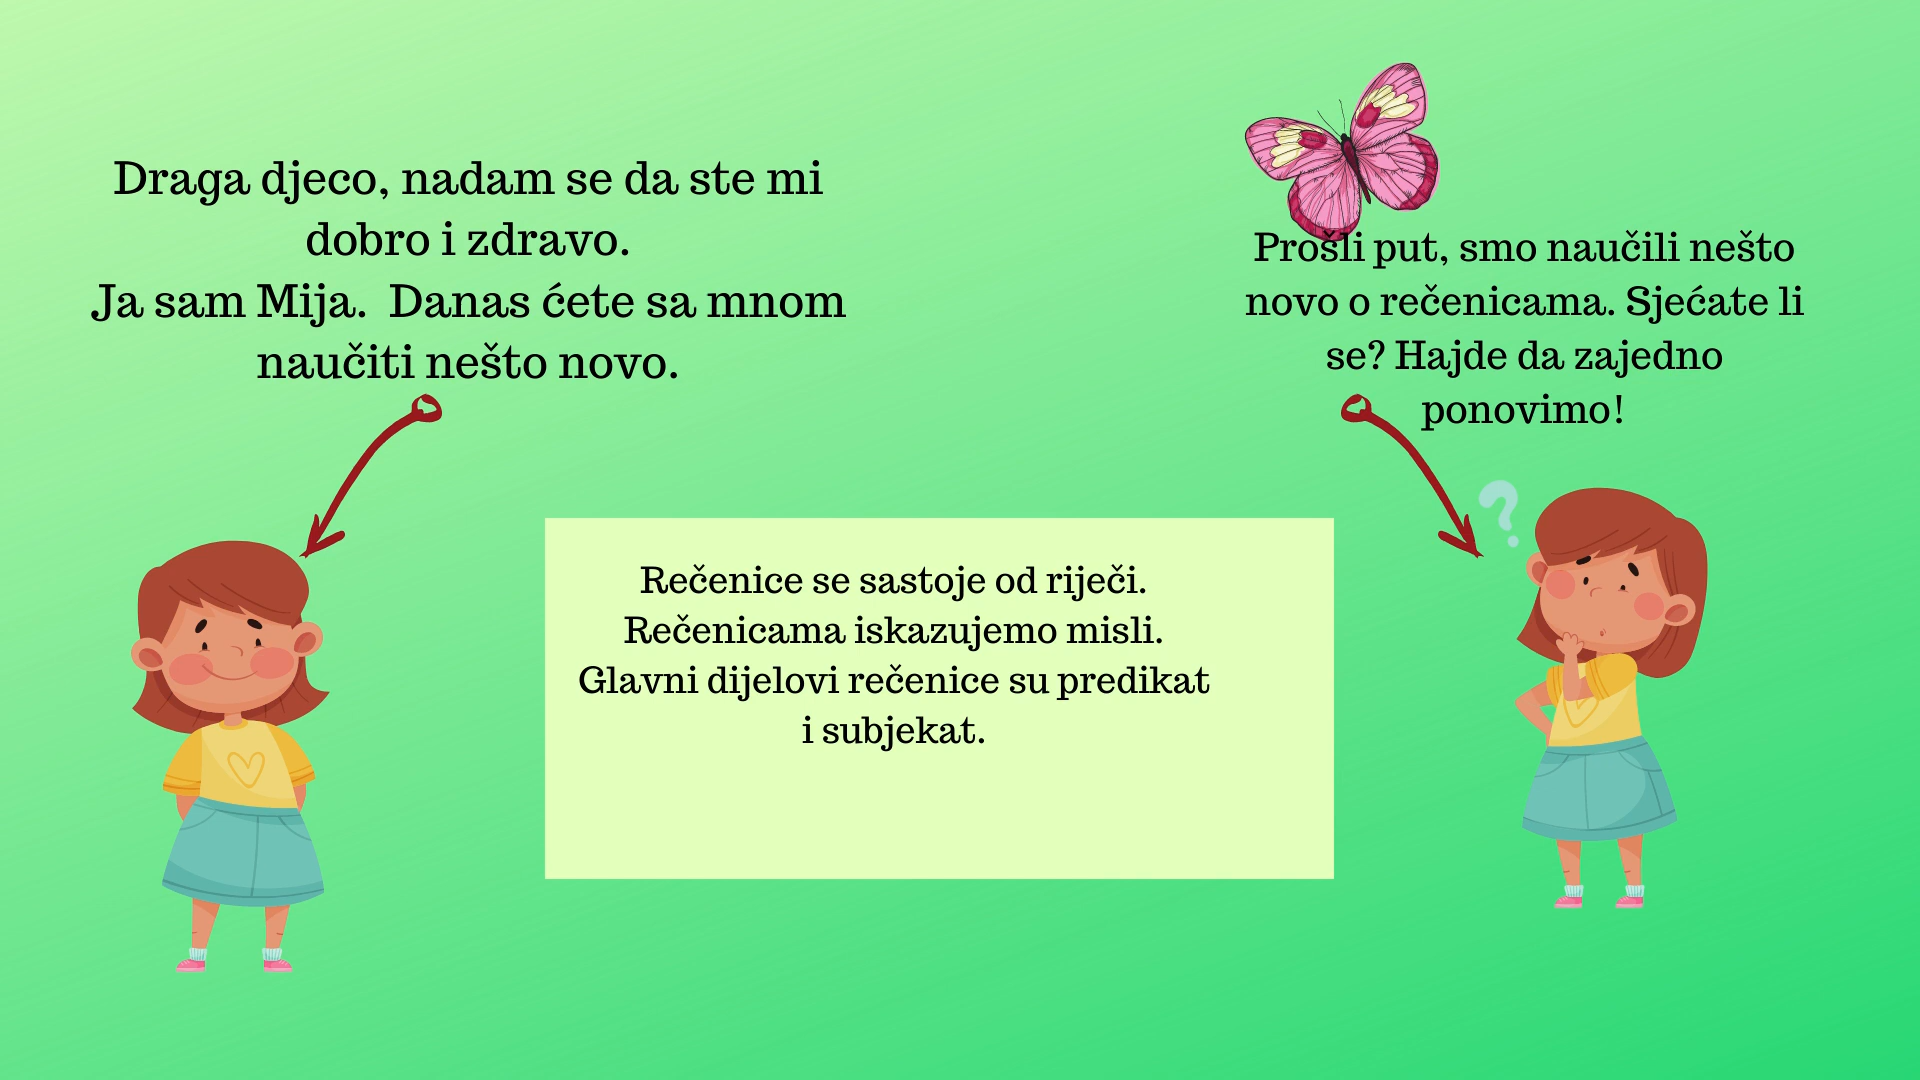 Draga djeco, nadam se da ste mi
dobro i zdravo.
Ja sam Mija. Danas ćete sa mnom
naučiti nešto novo.
Prošli put, smo naučili nešto
novo o rečenicama. Sjećate li
se? Hajde da zajedno
ponovimo!
?
Rečenice se sastoje od riječi.
Rečenicama iskazujemo misli.
Glavni dijelovi rečenice su predikat
i subjekat.